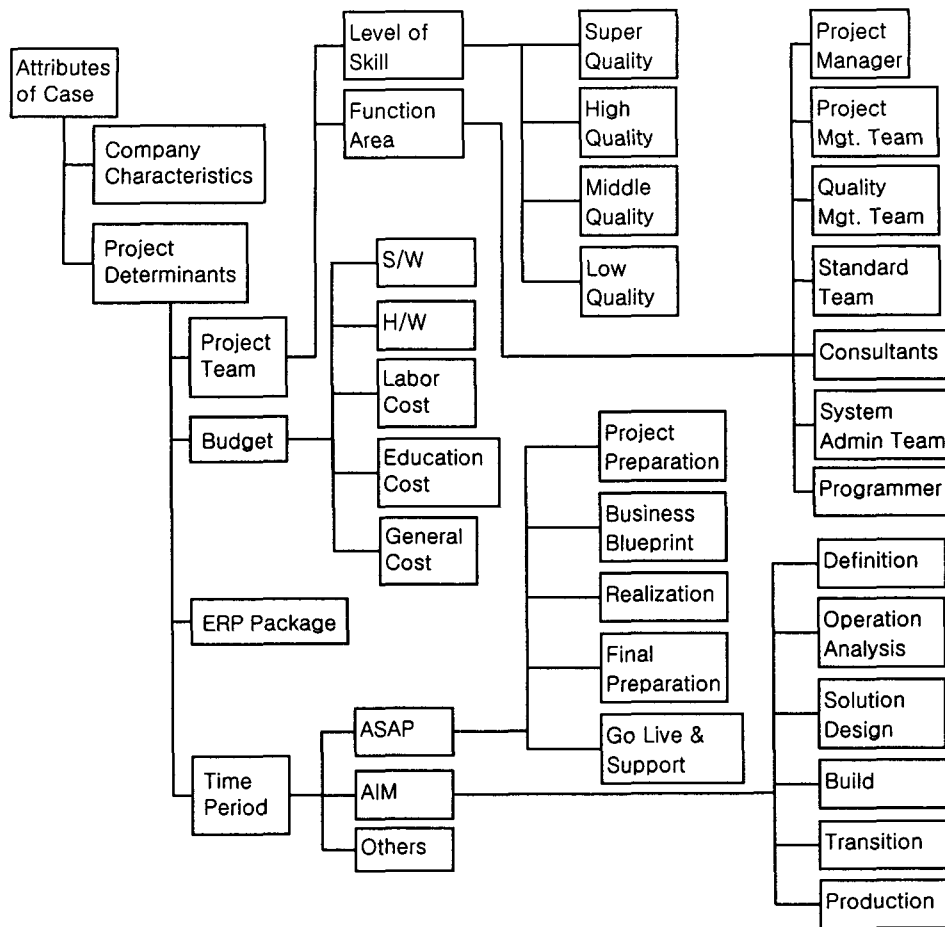 Attributes
of Case
Company
Characteristics
Project
Determinants
Project
Team
Budget
ERP Package
Time
Period
Level of
Skill
Function
Area
S/W
H/W
Labor
Cost
Education
Cost
General
Cost
ASAP
AIM
Others
Super
Quality
High
Quality
Middle
Quality
Low
Quality
Project
Preparation
Business
Blueprint
Realization
Final
Preparation
Go Live &
Support
Project
Manager
Project
Mgt. Team
Quality
Mgt. Team
Standard
Team
Consultants
System
Admin Team
Programmer
Definition
Operation
Analysis
Solution
Design
Build
Transition
Production